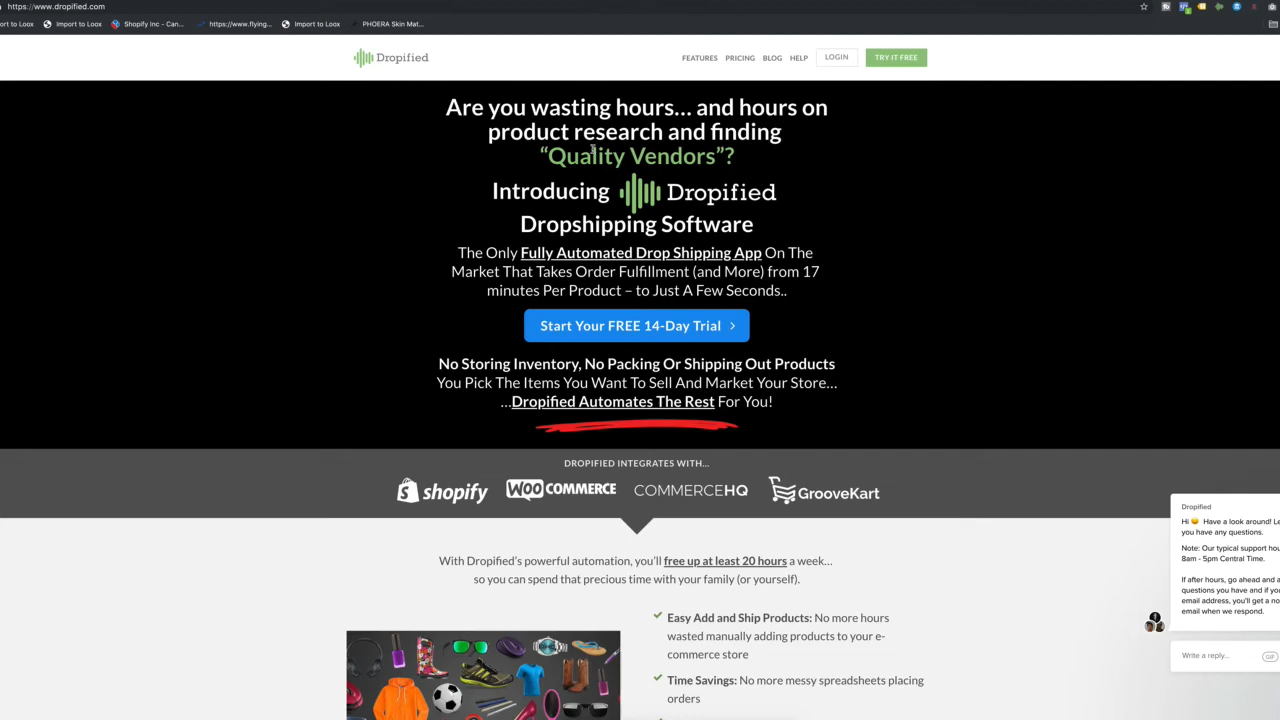 https://www.dropified.com
ort to Loox
Import to Loox
Shopify Inc - Can...
https://www.flying...
Import to Loox
PHOERA Skin Mat...
Dropified
FEATURES
PRICING
BLOG
HELP
LOGIN
TRY IT FREE
Are you wasting hours... and hours on
product research and finding
“Quality Vendors”?
Introducing Dropified
Dropshipping Software
The Only Fully Automated Drop Shipping App On The
Market That Takes Order Fulfillment (and More) from 17
minutes Per Product – to Just A Few Seconds..
Start Your FREE 14-Day Trial
No Storing Inventory, No Packing Or Shipping Out Products
You Pick The Items You Want To Sell And Market Your Store...
...Dropified Automates The Rest For You!
DROPIFIED INTEGRATES WITH...
shopify
WOO COMMERCE
COMMERCEHQ
GrooveKart
With Dropified’s powerful automation, you’ll free up at least 20 hours a week...
so you can spend that precious time with your family (or yourself).
Easy Add and Ship Products: No more hours
wasted manually adding products to your e-
commerce store
Time Savings: No more messy spreadsheets placing
orders
Dropified
Hi Have a look around! Le
you have any questions.
Note: Our typical support hou
8am - 5pm Central Time.
If after hours, go ahead and a
questions you have and if you
email address, you'll get a no
email when we respond.
Write a reply...
GIF